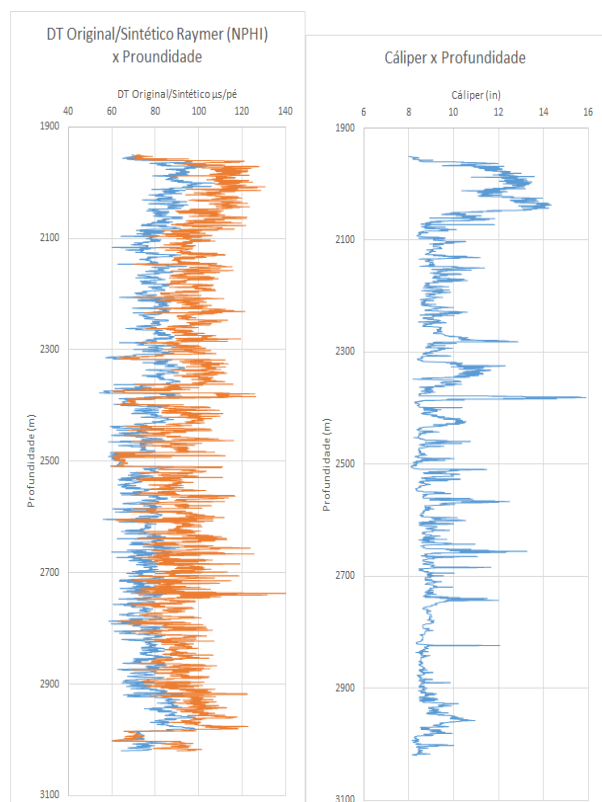 DT Original/Sintético Raymer (NPHI)
x Proundidade
DT Original/Sintético µs/pé
40 60 80 100 120 140
1900
2100
2300
2500
2700
2900
3100
Profundidade (m)
Cáliper x Profundidade
Cáliper (in)
6 8 10 12 14 16
1900
2100
2300
2500
2700
2900
3100
Profundidade (m)